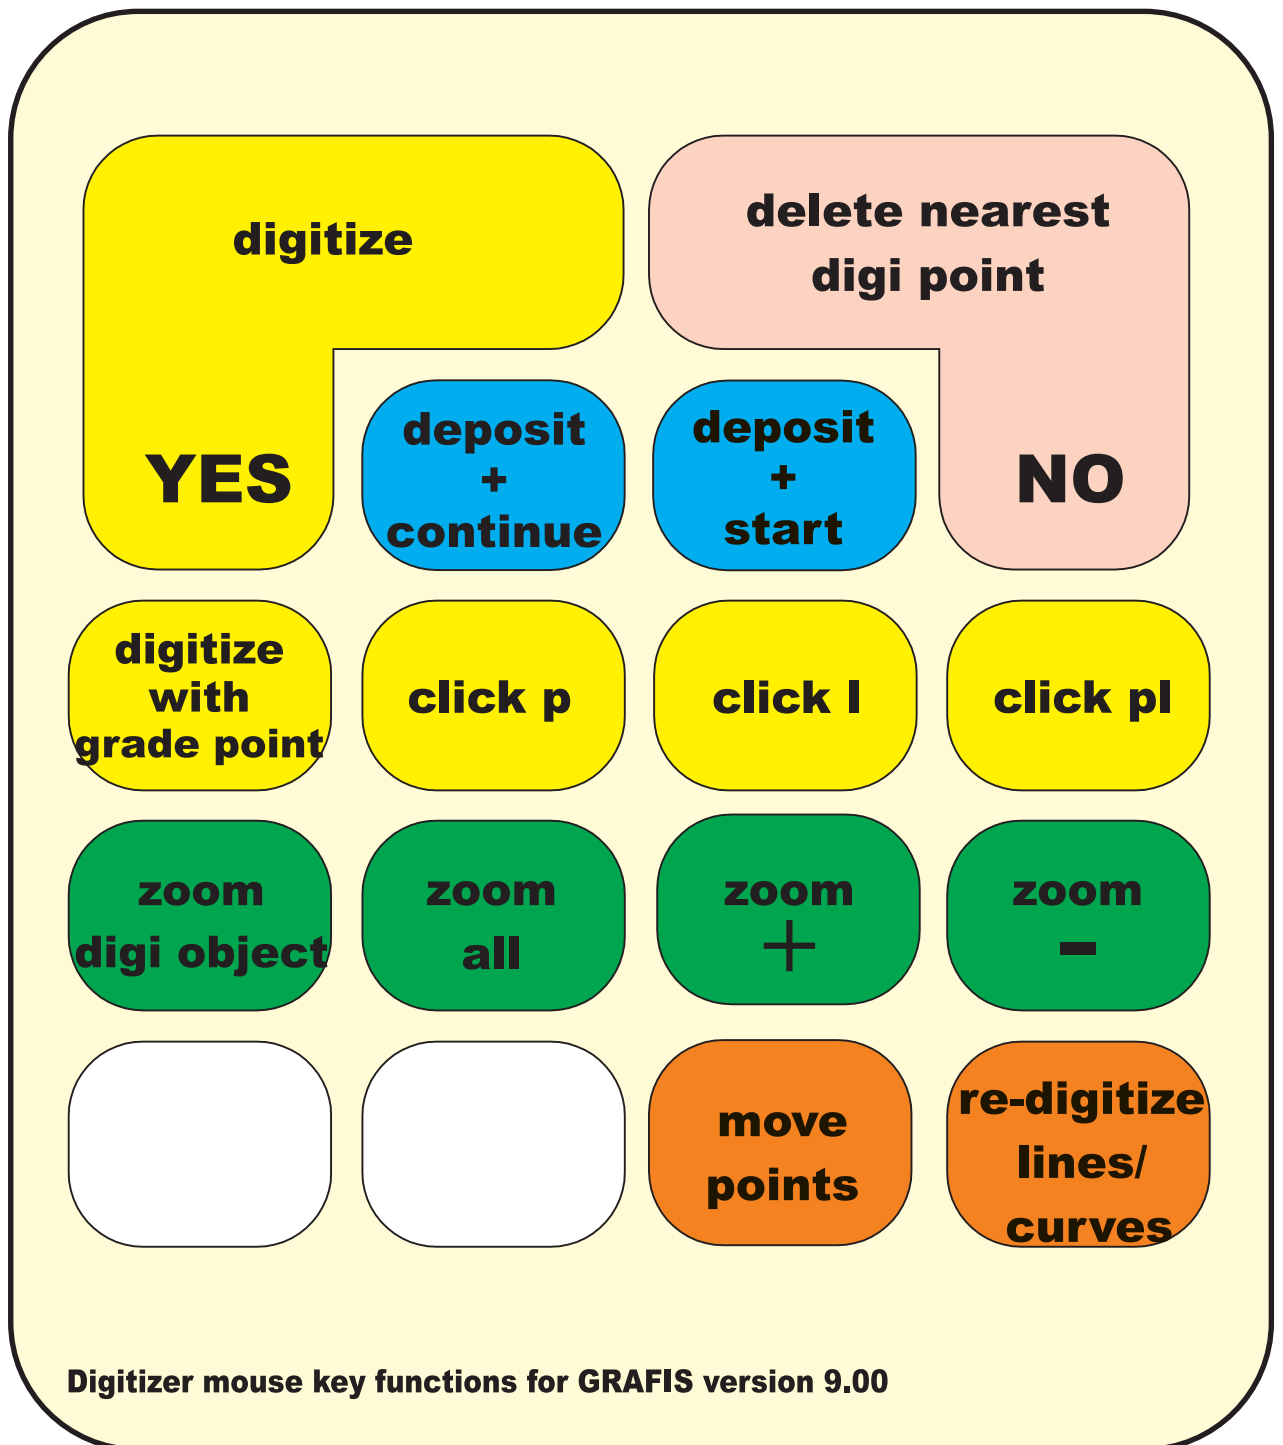 digitize
delete nearest
digi point
YES
deposit
+
continue
deposit
+
start
NO
digitize
with
grade point
click p
click l
click pl
zoom
digi object
zoom
all
zoom
+
zoom
-
move
points
re-digitize
lines/
curves
Digitizer mouse key functions for GRAFIS version 9.00